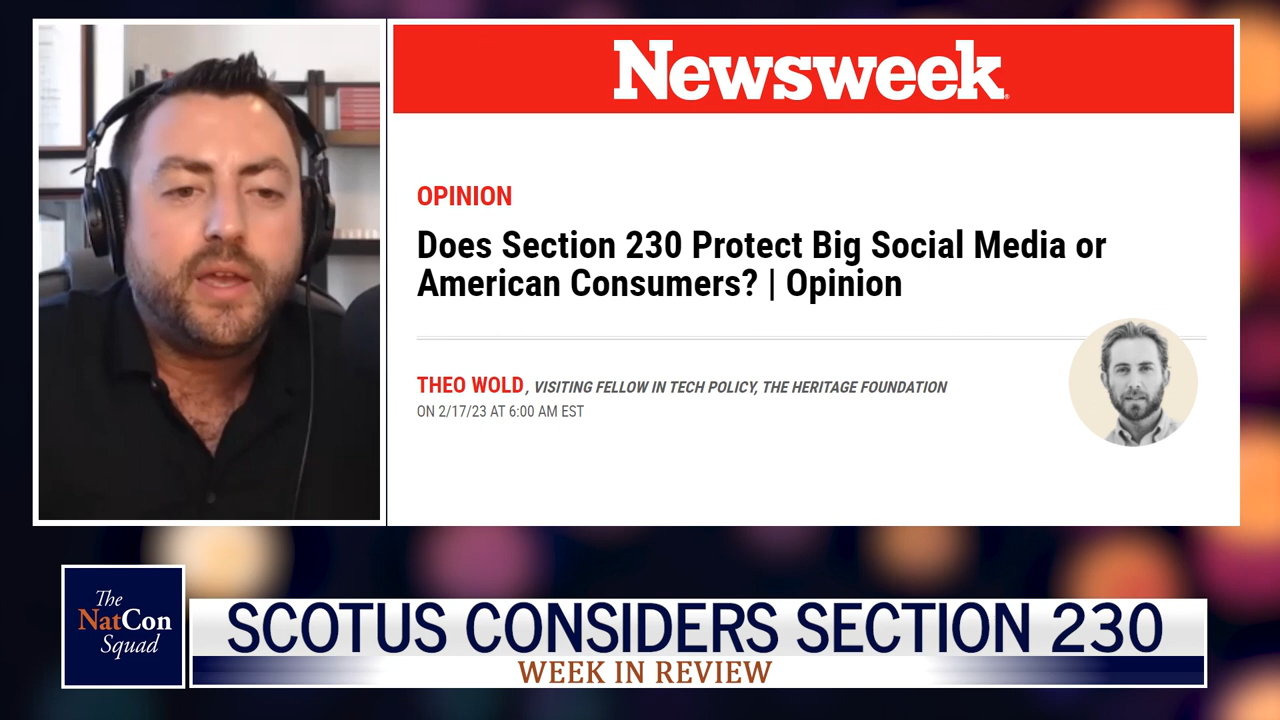 Newsweek
OPINION
Does Section 230 Protect Big Social Media or
American Consumers? | Opinion
THEO WOLD, VISITING FELLOW IN TECH POLICY, THE HERITAGE FOUNDATION
ON 2/17/23 AT 6:00 AM EST
The
NatCon
Squad
SCOTUS CONSIDERS SECTION 230
WEEK IN REVIEW